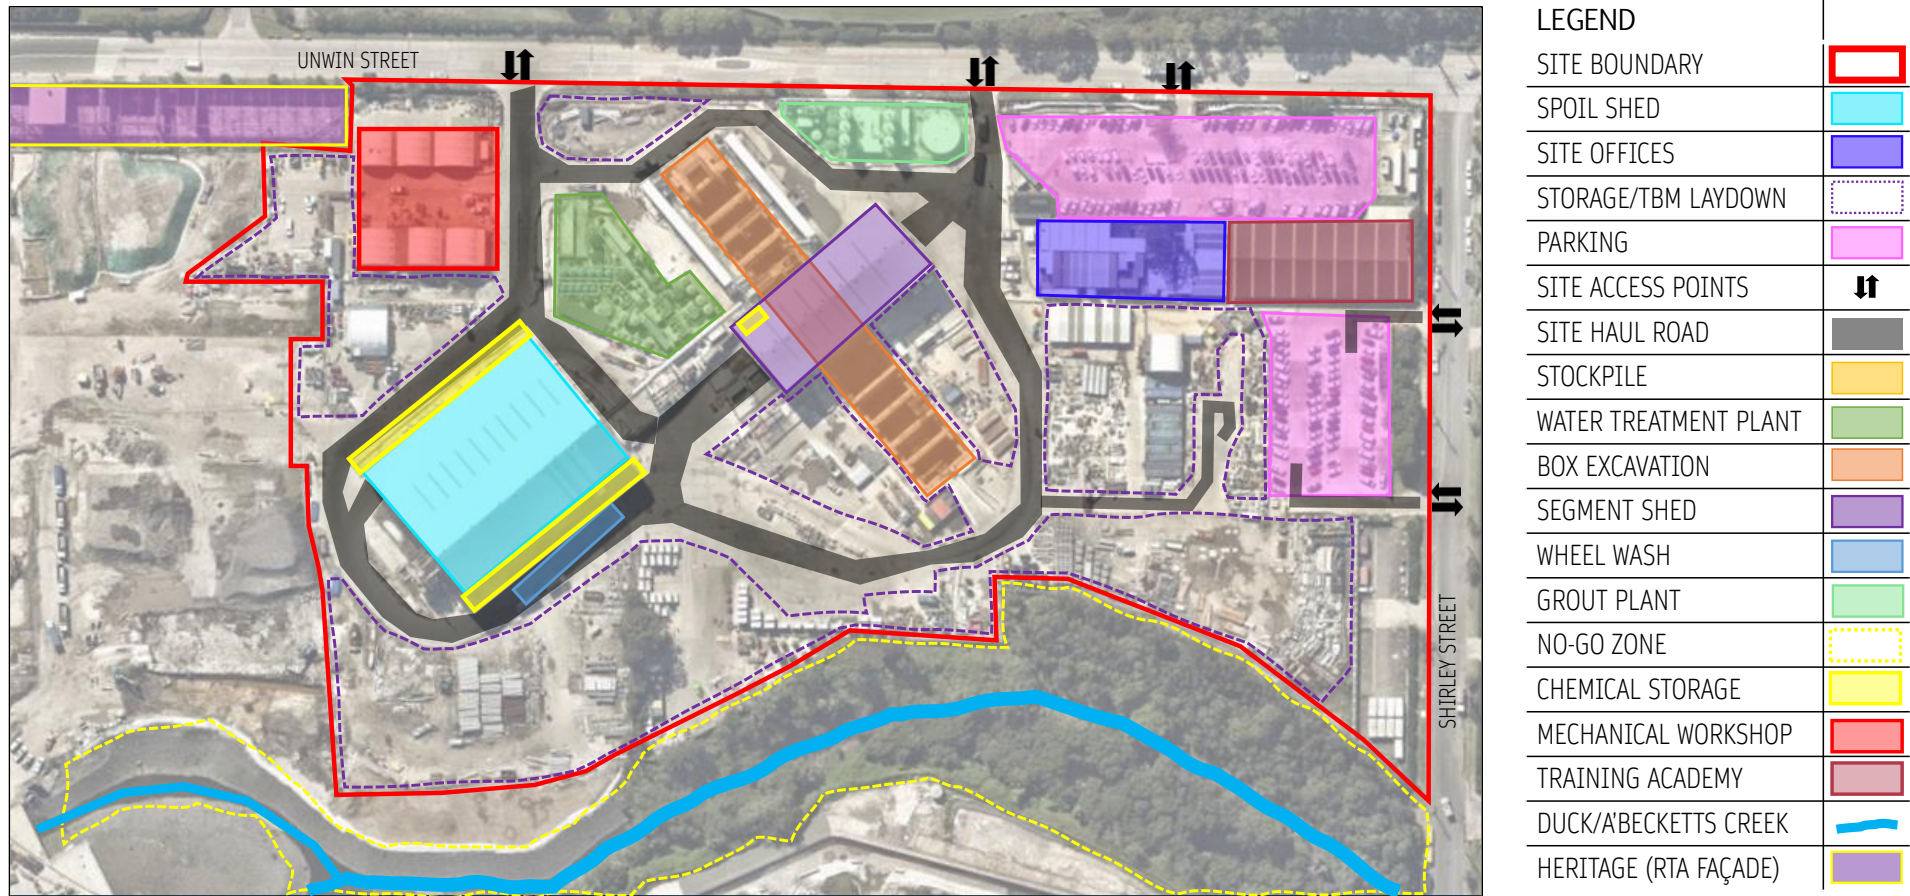 UNWIN STREET
SHIRLEY STREET
LEGEND
SITE BOUNDARY
SPOIL SHED
SITE OFFICES
STORAGE/TBM LAYDOWN
PARKING
SITE ACCESS POINTS
SITE HAUL ROAD
STOCKPILE
WATER TREATMENT PLANT
BOX EXCAVATION
SEGMENT SHED
WHEEL WASH
GROUT PLANT
NO-GO ZONE
CHEMICAL STORAGE
MECHANICAL WORKSHOP
TRAINING ACADEMY
DUCK/A'BECKETTS CREEK
HERITAGE (RTA FAÇADE)